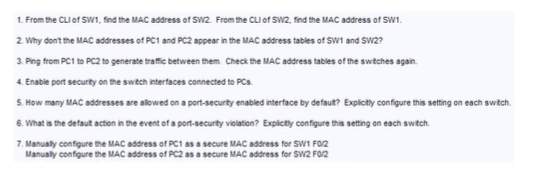 1. From the CLI of SW1, find the MAC address of SW2. From the CLI of SW2, find the MAC address of SW1.
2. Why don't the MAC addresses of PC1 and PC2 appear in the MAC address tables of SW1 and SW2?
3. Ping from PC1 to PC2 to generate traffic between them. Check the MAC address tables of the switches again.
4. Enable port security on the switch interfaces connected to PCs.
5. How many MAC addresses are allowed on a port-security enabled interface by default? Explicitly configure this setting on each switch.
6. What is the default action in the event of a port-security violation? Explicitly configure this setting on each switch.
7. Manually configure the MAC address of PC1 as a secure MAC address for SW1 F0/2
Manually configure the MAC address of PC2 as a secure MAC address for SW2 F0/2